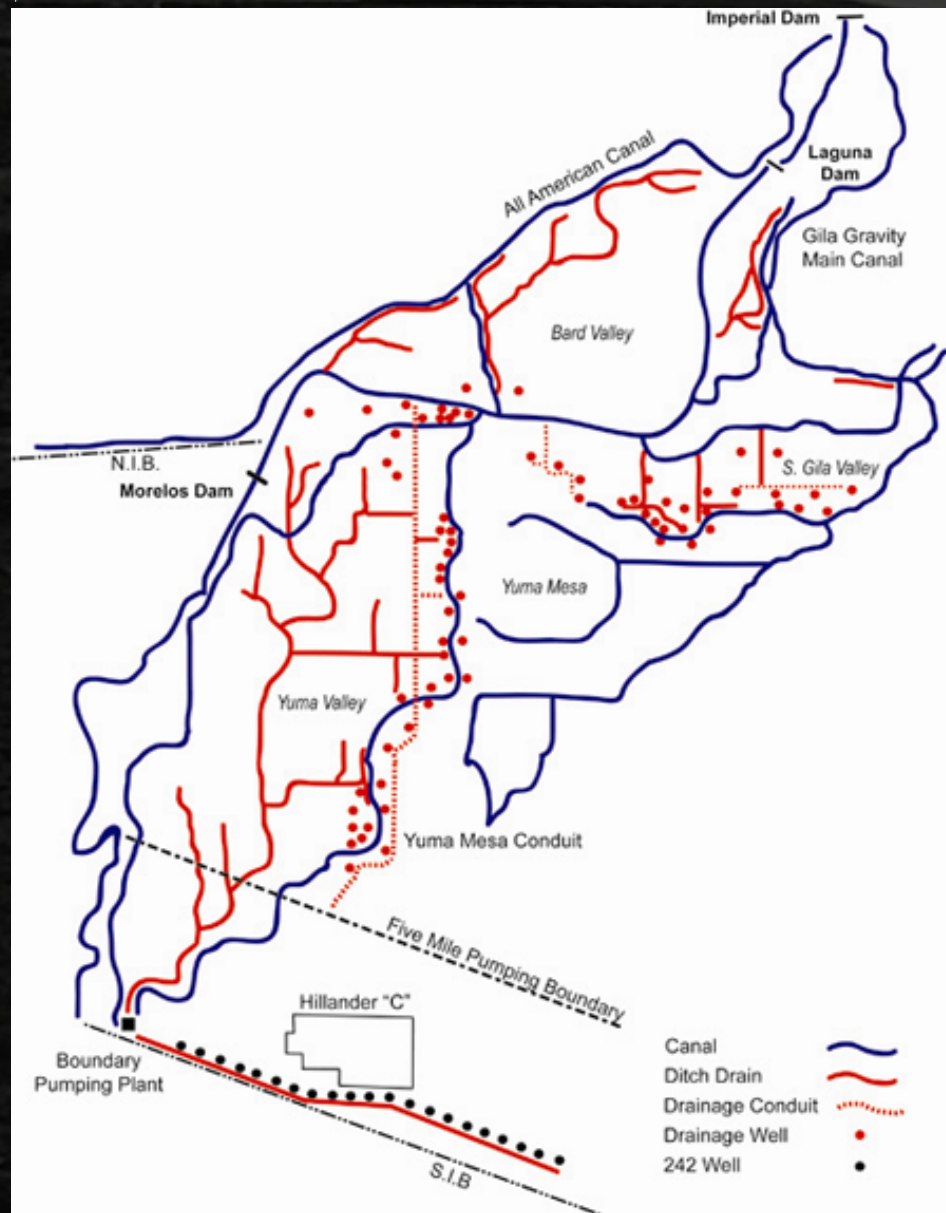 Imperial Dam
All American Canal
Laguna
Dam
Gila Gravity
Main Canal
Bard Valley
N.I.B.
Morelos Dam
S. Gila Valley
Yuma Mesa
Yuma Valley
Yuma Mesa Conduit
Five Mile Pumping Boundary
Hillander "C"
Boundary
Pumping Plant
S.I.B
Canal
Ditch Drain
Drainage Conduit
Drainage Well
242 Well